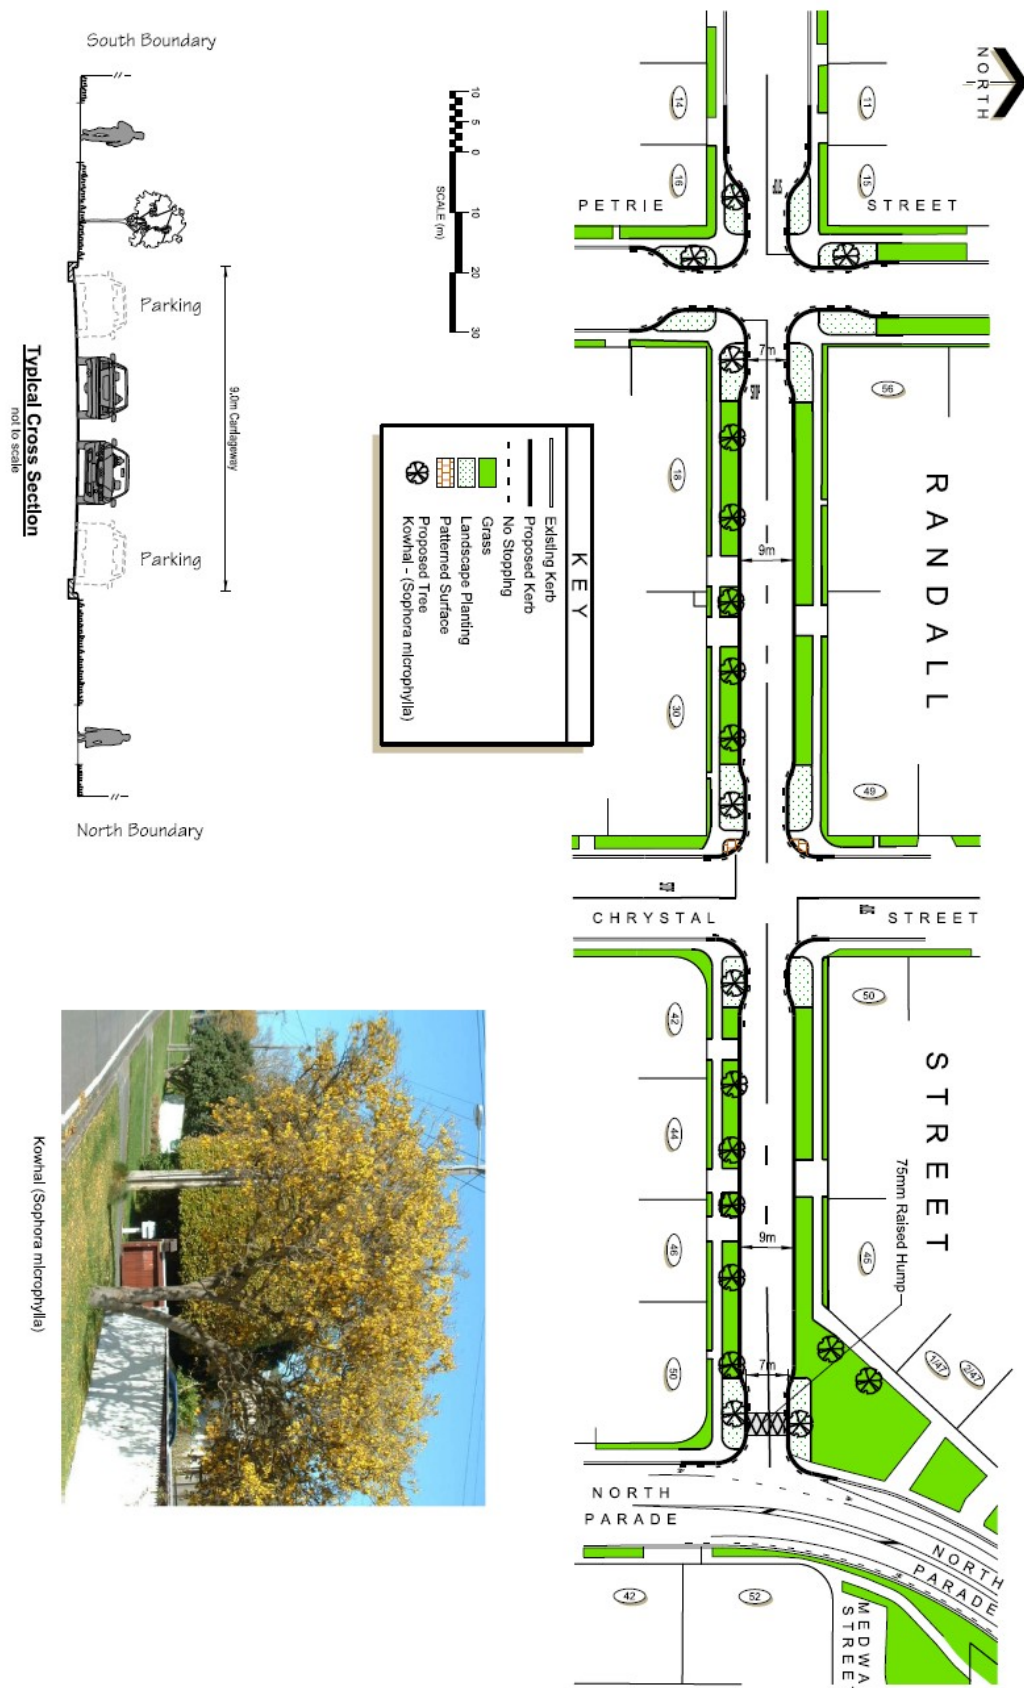 NORTH
14
16
11
15
PETRIE
STREET
STOP
7m
STOP
56
18
9m
30
49
RANDALL
STREET
CHRYSTAL
STREET
42
44
46
50
50
45
1/47
2/47
75mm Raised Hump
9m
7m
NORTH
PARADE
NORTH
PARADE
42
52
MEDWA
STREE
10
5
0
10
20
30
SCALE (m)
KEY
Existing Kerb
Proposed Kerb
No Stopping
Grass
Landscape Planting
Patterned Surface
Proposed Tree
Kowhai - (Sophora microphylla)
South Boundary
Parking
9.0m Carriageway
Parking
North Boundary
Typical Cross Section
not to scale
Kowhai (Sophora microphylla)